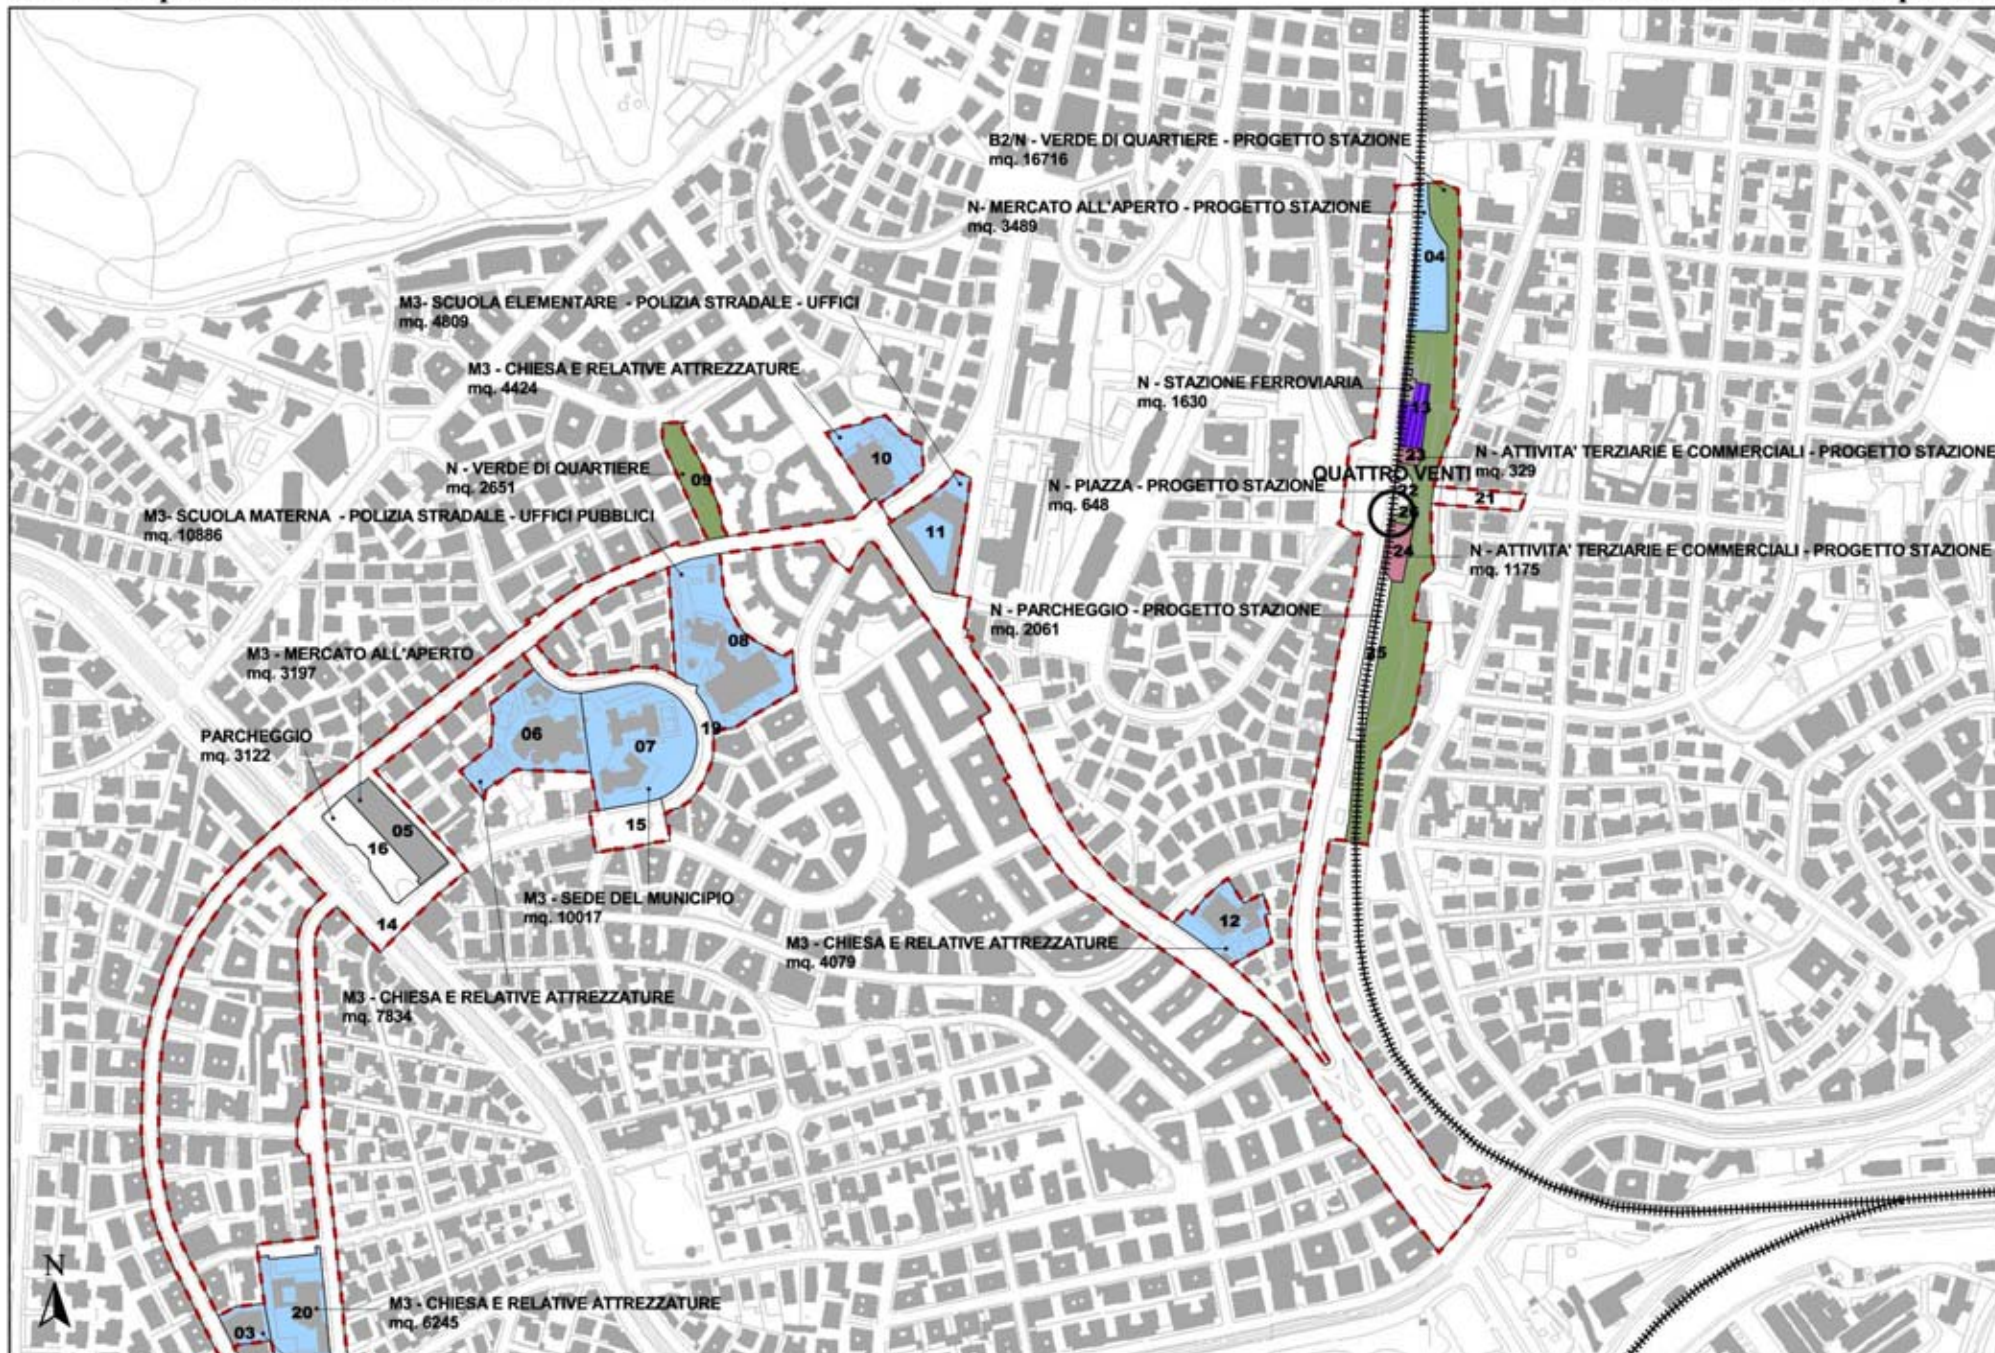 B2/N - VERDE DI QUARTIERE - PROGETTO STAZIONE
mq. 16716
N- MERCATO ALL'APERTO - PROGETTO STAZIONE
mq. 3489
04
M3- SCUOLA ELEMENTARE - POLIZIA STRADALE - UFFICI
mq. 4809
M3 - CHIESA E RELATIVE ATTREZZATURE
mq. 4424
N - STAZIONE FERROVIARIA
mq. 1630
13
10
23
N - ATTIVITA' TERZIARIE E COMMERCIALI - PROGETTO STAZIONE
mq. 329
N - VERDE DI QUARTIERE
mq. 2651
09
QUATTRO VENTI
N - PIAZZA - PROGETTO STAZIONE
mq. 648
22
21
26
M3- SCUOLA MATERNA - POLIZIA STRADALE - UFFICI PUBBLICI
mq. 10886
11
24
N - ATTIVITA' TERZIARIE E COMMERCIALI - PROGETTO STAZIONE
mq. 1175
N - PARCHEGGIO - PROGETTO STAZIONE
mq. 2061
08
25
M3 - MERCATO ALL'APERTO
mq. 3197
PARCHEGGIO
mq. 3122
06
07
19
05
15
16
M3 - SEDE DEL MUNICIPIO
mq. 10017
14
12
M3 - CHIESA E RELATIVE ATTREZZATURE
mq. 4079
M3 - CHIESA E RELATIVE ATTREZZATURE
mq. 7834
N
20
M3 - CHIESA E RELATIVE ATTREZZATURE
mq. 6245
03